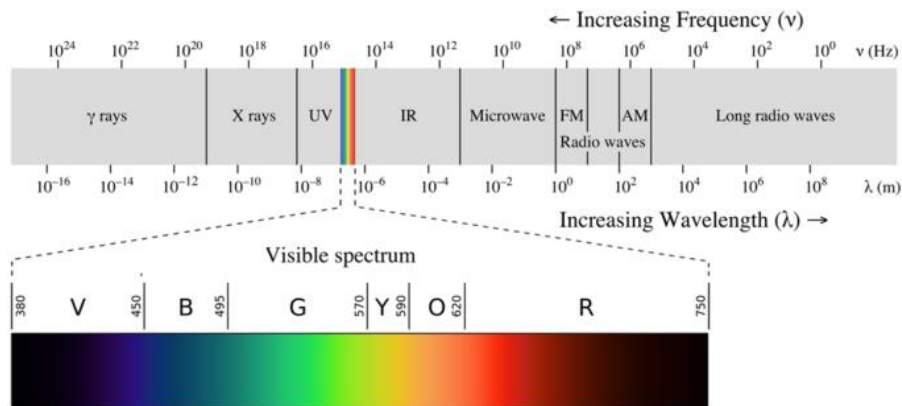 ← Increasing Frequency (ν)
10²⁴ 10²² 10²⁰ 10¹⁸ 10¹⁶ 10¹⁴ 10¹² 10¹⁰ 10⁸ 10⁶ 10⁴ 10² 10⁰ ν (Hz)
γ rays X rays UV IR Microwave FM AM Long radio waves
Radio waves
10⁻¹⁶ 10⁻¹⁴ 10⁻¹² 10⁻¹⁰ 10⁻⁸ 10⁻⁶ 10⁻⁴ 10⁻² 10⁰ 10² 10⁴ 10⁶ 10⁸ λ (m)
Increasing Wavelength (λ) →
Visible spectrum
380 V 450 B 495 G 570 Y 590 O 620 R 750